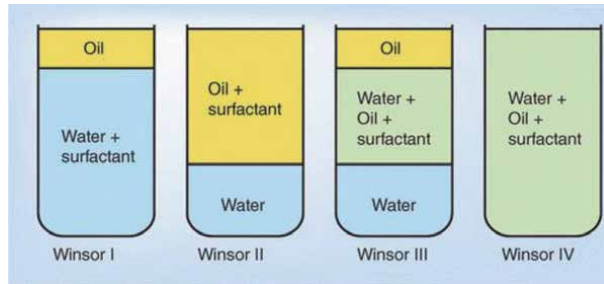 Oil
Water +
surfactant
Winsor I
Oil +
surfactant
Water
Winsor II
Oil
Water +
Oil +
surfactant
Water
Winsor III
Water +
Oil +
surfactant
Winsor IV